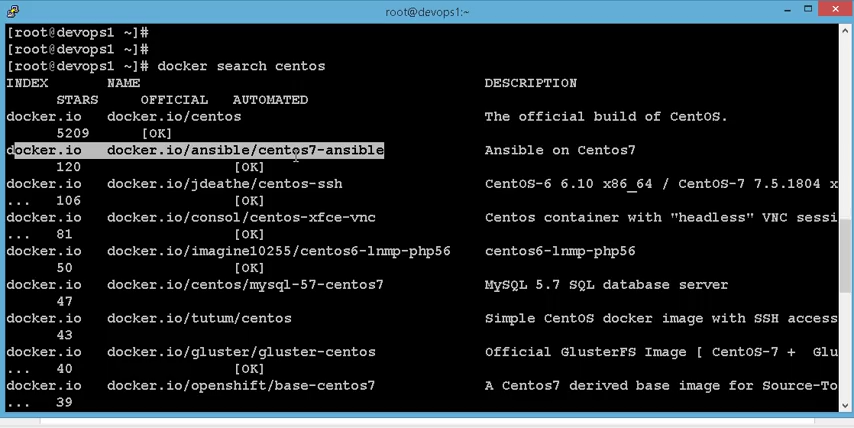 root@devops1:~
[root@devops1 ~]#
[root@devops1 ~]#
[root@devops1 ~]# docker search centos
INDEX NAME DESCRIPTION
STARS OFFICIAL AUTOMATED
docker.io docker.io/centos The official build of CentOS.
5209 [OK]
docker.io docker.io/ansible/centos7-ansible Ansible on Centos7
120 [OK]
docker.io docker.io/jdeathe/centos-ssh CentOS-6 6.10 x86_64 / CentOS-7 7.5.1804 x
... 106 [OK]
docker.io docker.io/consol/centos-xfce-vnc Centos container with "headless" VNC sessi
... 81 [OK]
docker.io docker.io/imagine10255/centos6-lnmp-php56 centos6-lnmp-php56
50 [OK]
docker.io docker.io/centos/mysql-57-centos7 MySQL 5.7 SQL database server
47
docker.io docker.io/tutum/centos Simple CentOS docker image with SSH access
43
docker.io docker.io/gluster/gluster-centos Official GlusterFS Image [ CentOS-7 + Glu
... 40 [OK]
docker.io docker.io/openshift/base-centos7 A Centos7 derived base image for Source-To
... 39